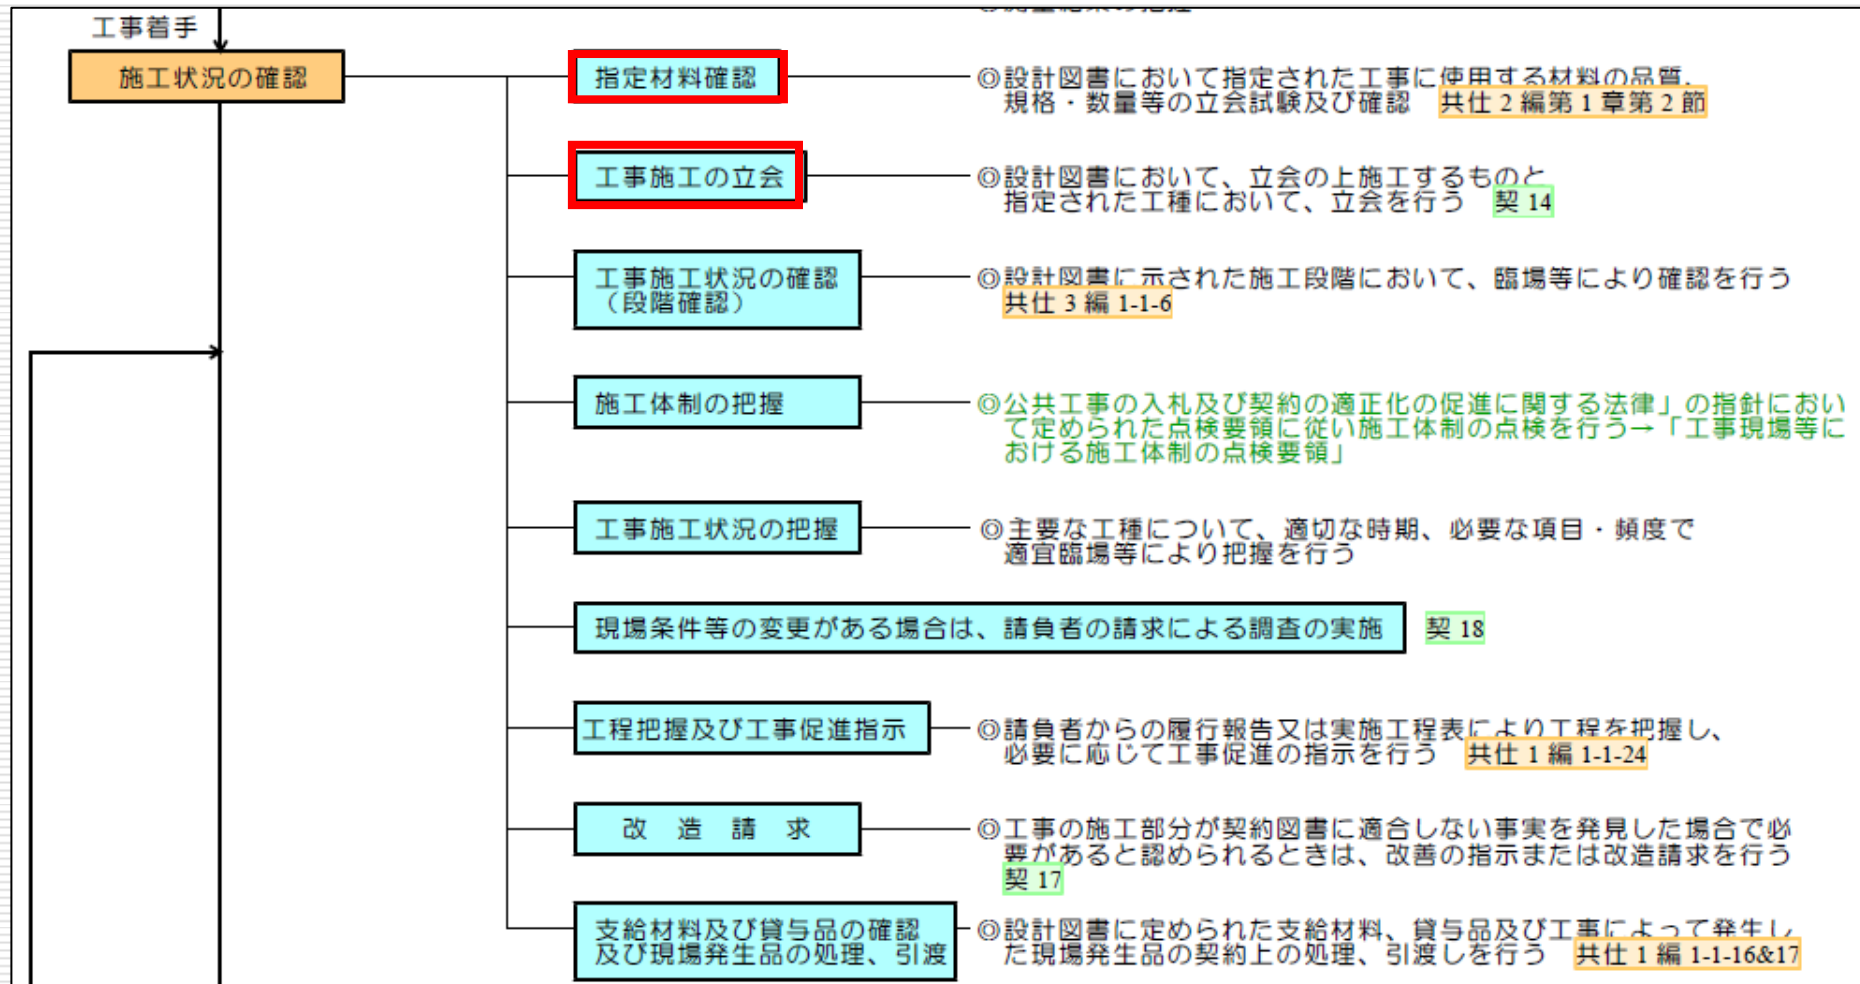 工事着手
施工状況の確認
指定材料確認
◎設計図書において指定された工事に使用する材料の品質、
規格・数量等の立会試験及び確認 共仕 2 編第 1 章第 2 節
工事施工の立会
◎設計図書において、立会の上施工するものと
指定された工種において、立会を行う 契 14
工事施工状況の確認
（段階確認）
◎設計図書に示された施工段階において、臨場等により確認を行う
共仕 3 編 1-1-6
施工体制の把握
◎公共工事の入札及び契約の適正化の促進に関する法律」の指針におい
て定められた点検要領に従い施工体制の点検を行う→「工事現場等に
おける施工体制の点検要領」
工事施工状況の把握
◎主要な工種について、適切な時期、必要な項目・頻度で
適宜臨場等により把握を行う
現場条件等の変更がある場合は、請負者の請求による調査の実施 契 18
工程把握及び工事促進指示
◎請負者からの履行報告又は実施工程表により工程を把握し、
必要に応じて工事促進の指示を行う 共仕 1 編 1-1-24
改 造 請 求
◎工事の施工部分が契約図書に適合しない事実を発見した場合で必
要があると認められるときは、改善の指示または改造請求を行う
契 17
支給材料及び貸与品の確認
及び現場発生品の処理、引渡
◎設計図書に定められた支給材料、貸与品及び工事によって発生し
た現場発生品の契約上の処理、引渡しを行う 共仕 1 編 1-1-16&17